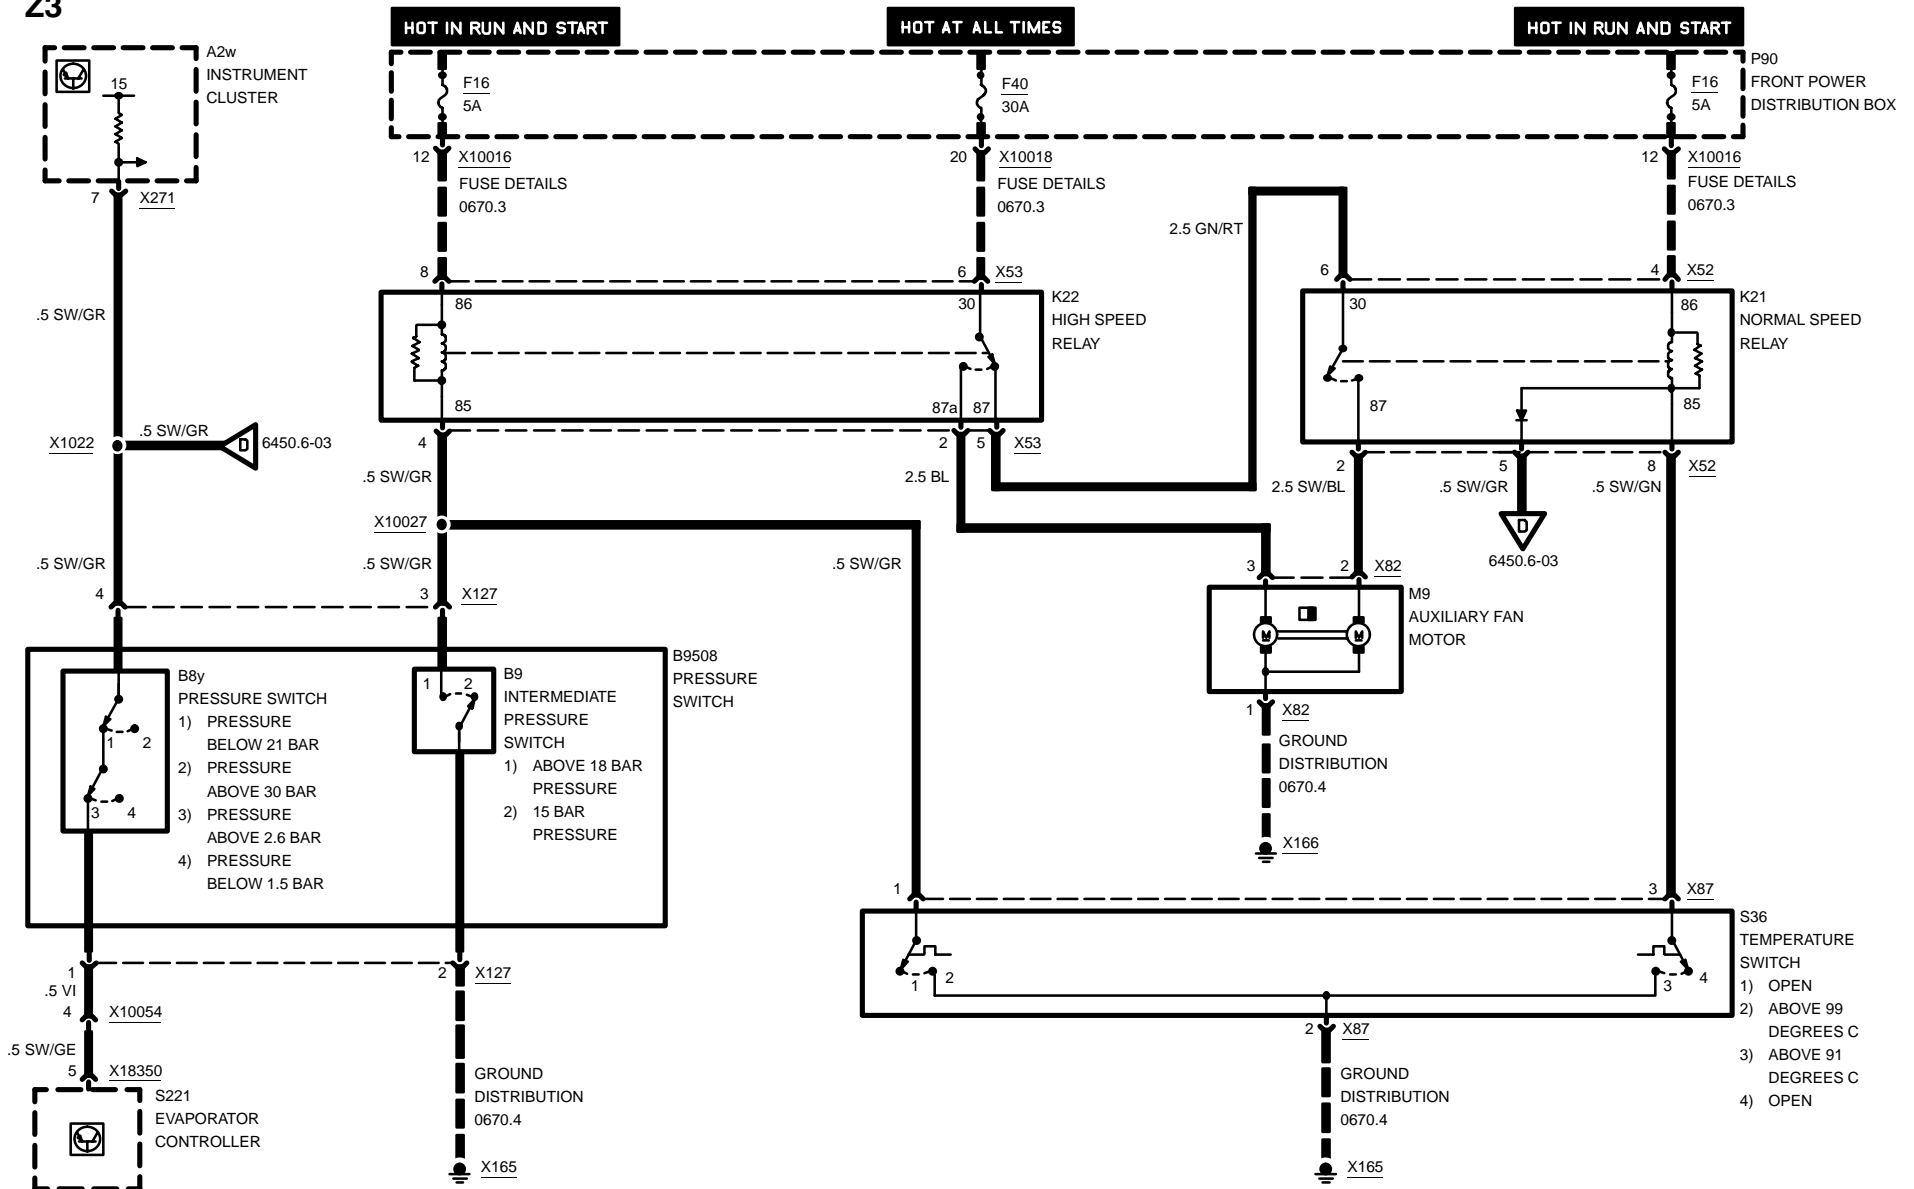 Z3
HOT IN RUN AND START
HOT AT ALL TIMES
HOT IN RUN AND START
A2w
INSTRUMENT
CLUSTER
15
7
X271
F16
5A
F40
30A
F16
5A
P90
FRONT POWER
DISTRIBUTION BOX
12
X10016
FUSE DETAILS
0670.3
20
X10018
FUSE DETAILS
0670.3
12
X10016
FUSE DETAILS
0670.3
2.5 GN/RT
.5 SW/GR
8
6
X53
6
4
X52
86
30
K22
HIGH SPEED
RELAY
85
87a
87
30
86
K21
NORMAL SPEED
RELAY
87
85
X1022
.5 SW/GR
D
6450.6-03
4
2
5
X53
2
5
8
X52
.5 SW/GR
2.5 BL
2.5 SW/BL
.5 SW/GR
.5 SW/GN
X10027
D
6450.6-03
.5 SW/GR
.5 SW/GR
.5 SW/GR
4
3
X127
3
2
X82
M
M
M9
AUXILIARY FAN
MOTOR
1
X82
GROUND
DISTRIBUTION
0670.4
X166
B9508
PRESSURE
SWITCH
B8y
PRESSURE SWITCH
1) PRESSURE
BELOW 21 BAR
2) PRESSURE
ABOVE 30 BAR
3) PRESSURE
ABOVE 2.6 BAR
4) PRESSURE
BELOW 1.5 BAR
1
2
3
4
1
2
B9
INTERMEDIATE
PRESSURE
SWITCH
1) ABOVE 18 BAR
PRESSURE
2) 15 BAR
PRESSURE
1
3
X87
1
2
3
4
S36
TEMPERATURE
SWITCH
1) OPEN
2) ABOVE 99
DEGREES C
3) ABOVE 91
DEGREES C
4) OPEN
1
.5 VI
4
X10054
.5 SW/GE
5
X18350
S221
EVAPORATOR
CONTROLLER
2
X127
GROUND
DISTRIBUTION
0670.4
X165
2
X87
GROUND
DISTRIBUTION
0670.4
X165